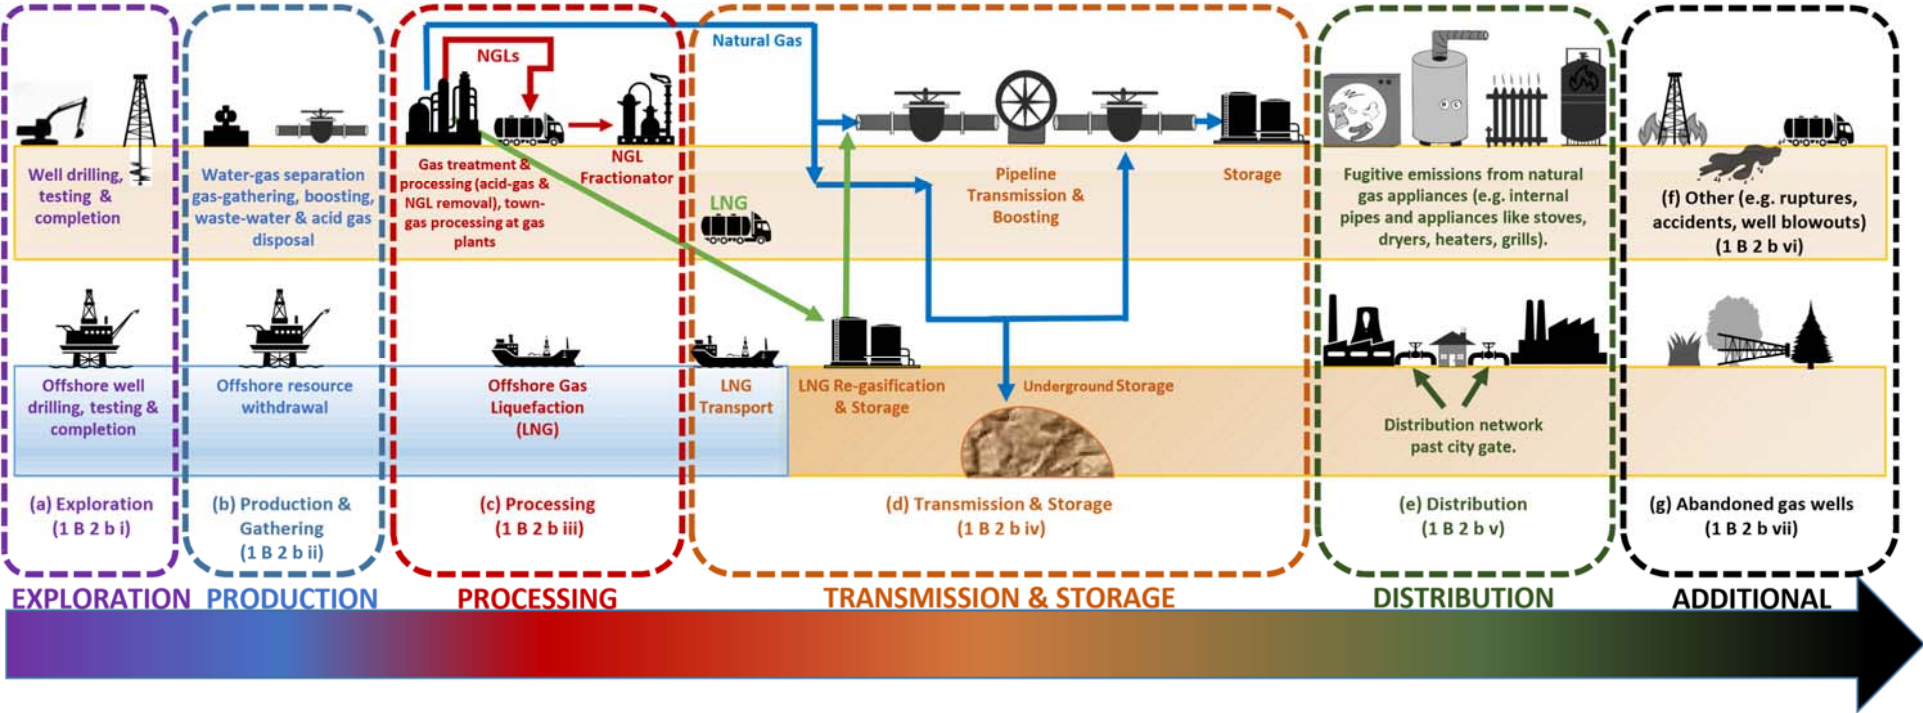 Well drilling,
testing &
completion
Offshore well
drilling, testing &
completion
(a) Exploration
(1 B 2 b i)
Water-gas separation
gas-gathering, boosting,
waste-water & acid gas
disposal
Offshore resource
withdrawal
(b) Production &
Gathering
(1 B 2 b ii)
NGLs
Gas treatment &
processing (acid-gas &
NGL removal), town-
gas processing at gas
plants
NGL
Fractionator
Offshore Gas
Liquefaction
(LNG)
(c) Processing
(1 B 2 b iii)
Natural Gas
LNG
Pipeline
Transmission &
Boosting
Storage
LNG
Transport
LNG Re-gasification
& Storage
Underground Storage
(d) Transmission & Storage
(1 B 2 b iv)
Fugitive emissions from natural
gas appliances (e.g. internal
pipes and appliances like stoves,
dryers, heaters, grills).
Distribution network
past city gate.
(e) Distribution
(1 B 2 b v)
(f) Other (e.g. ruptures,
accidents, well blowouts)
(1 B 2 b vi)
(g) Abandoned gas wells
(1 B 2 b vii)
EXPLORATION
PRODUCTION
PROCESSING
TRANSMISSION & STORAGE
DISTRIBUTION
ADDITIONAL